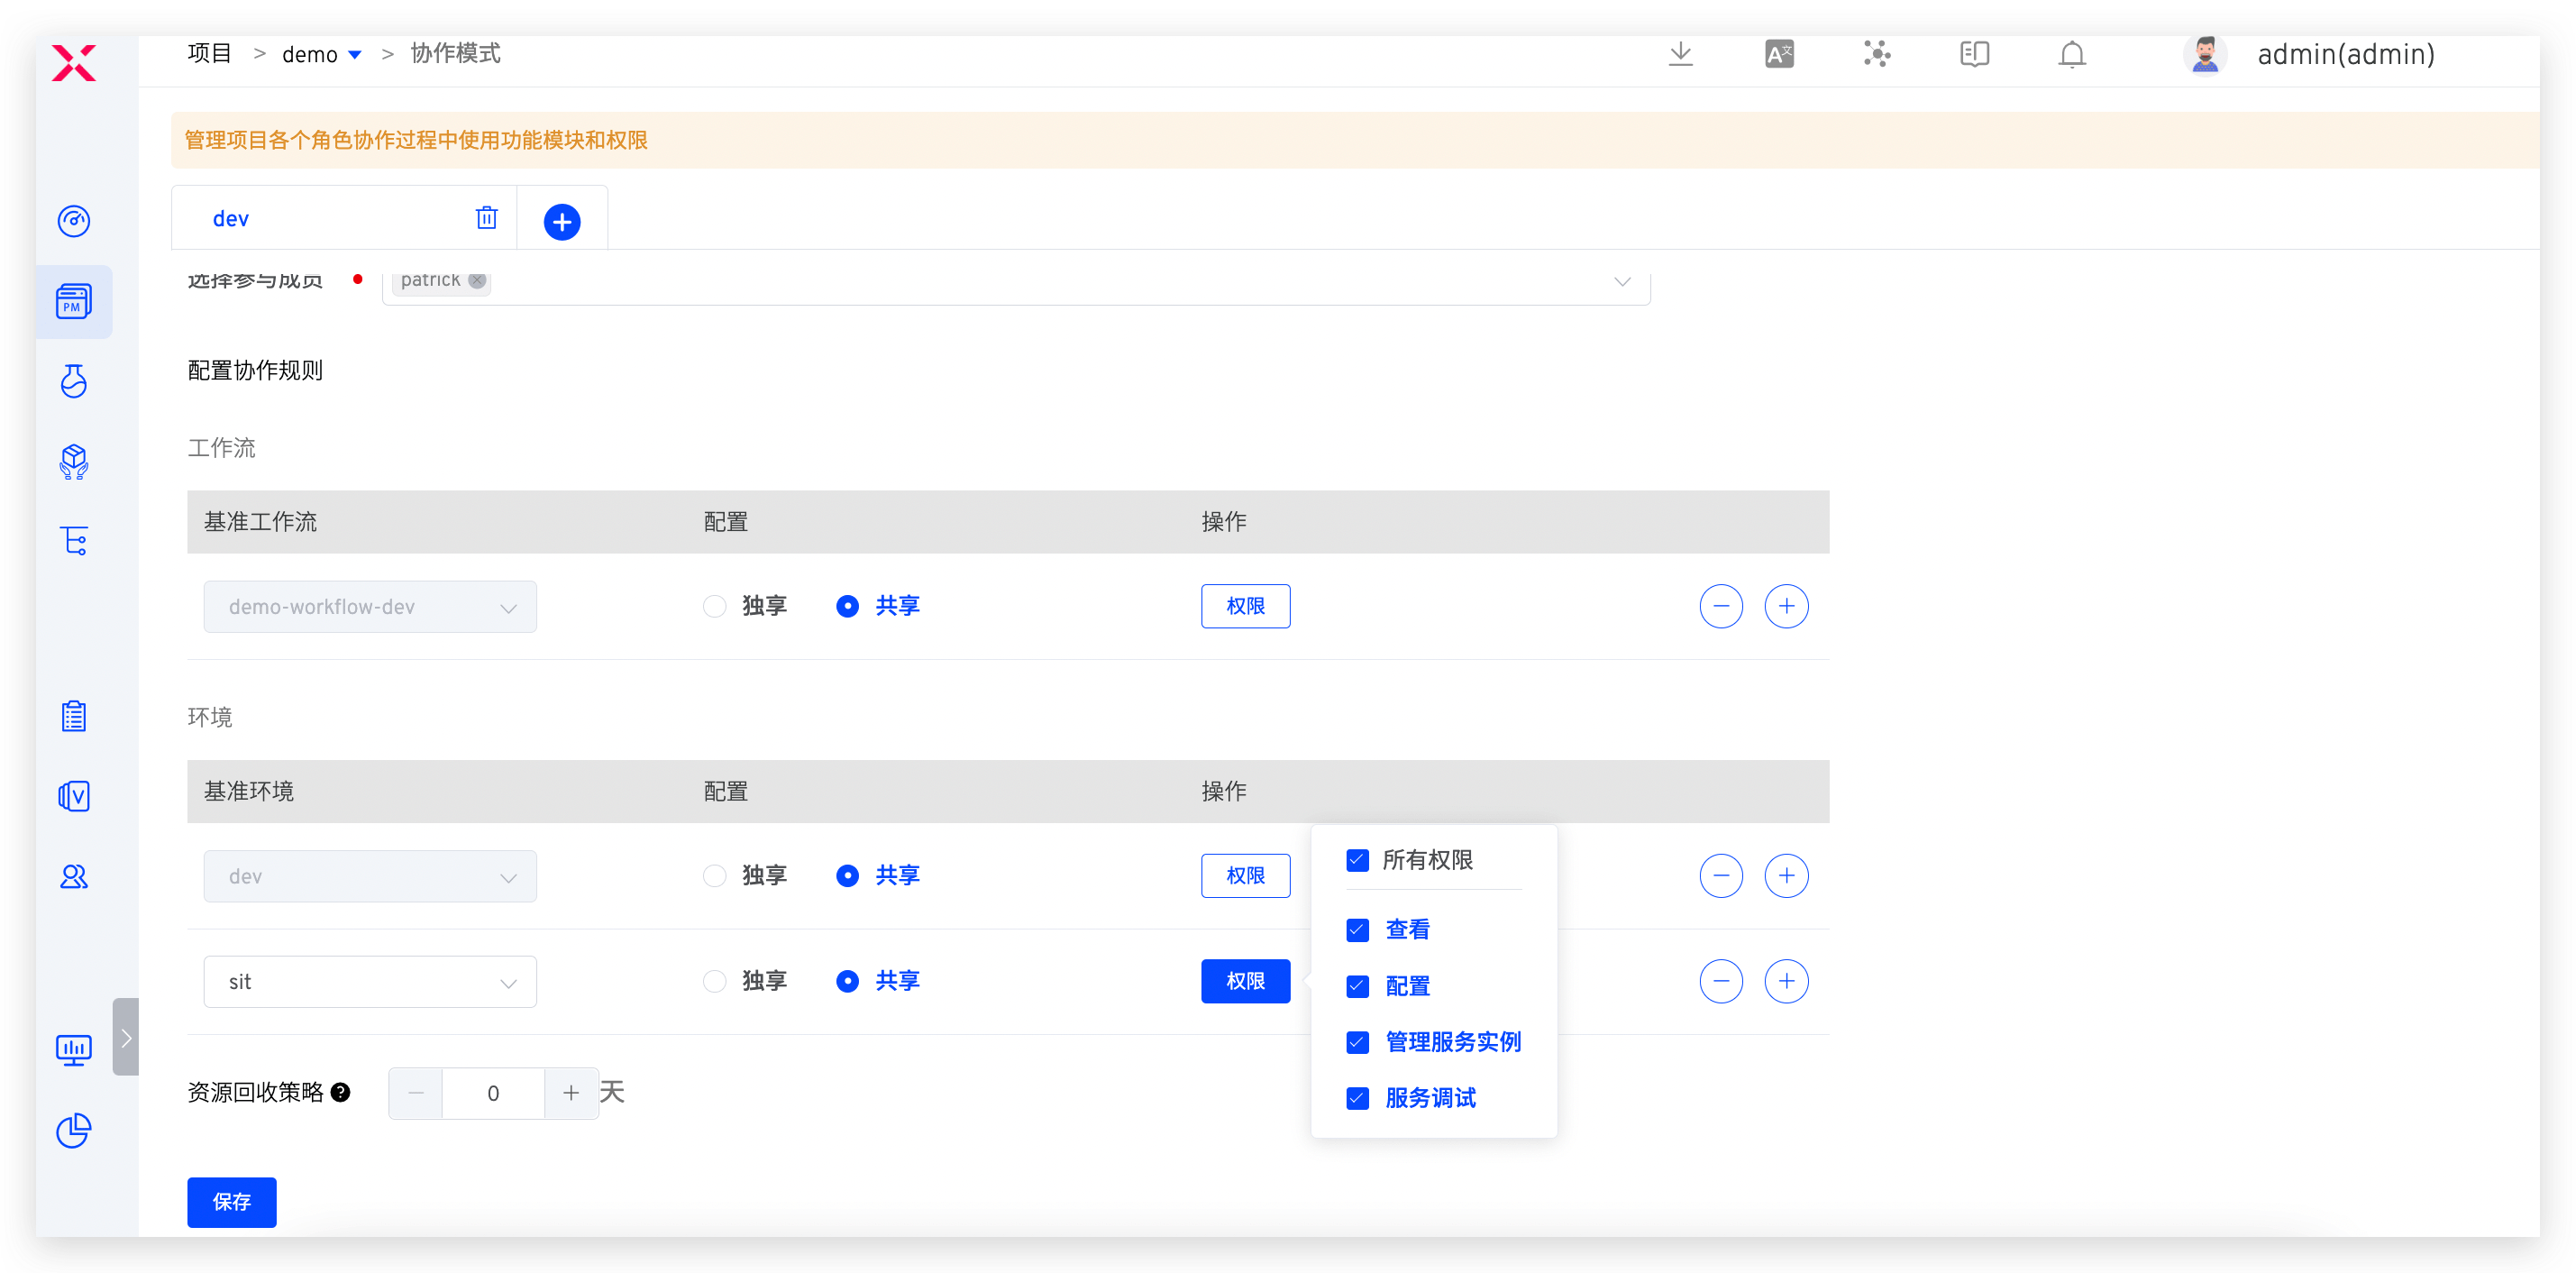 项目 > demo > 协作模式
admin(admin)
管理项目各个角色协作过程中使用功能模块和权限
dev
PM
选择参与成员 patrick
配置协作规则
工作流
基准工作流 配置 操作
demo-workflow-dev 独享 共享 权限
环境
基准环境 配置 操作
dev 独享 共享 权限
sit 独享 共享 权限
所有权限
查看
配置
管理服务实例
服务调试
资源回收策略 ? - 0 + 天
保存